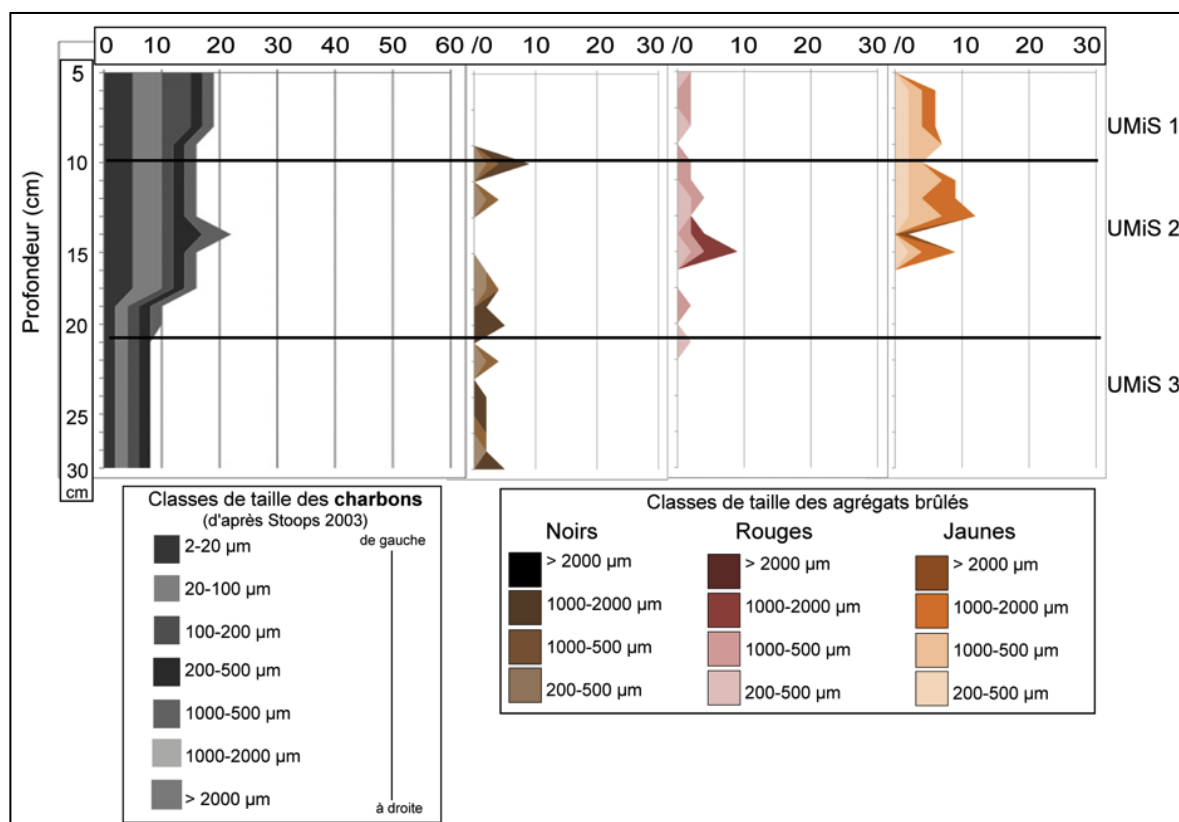 0 10 20 30 40 50 60 /0 10 20 30 /0 10 20 30 /0 10 20 30
5
UMiS 1
10
Profondeur (cm)
UMiS 2
15
20
UMiS 3
25
30
cm
Classes de taille des charbons
(d'après Stoops 2003)
de gauche
2-20 µm
20-100 µm
100-200 µm
200-500 µm
1000-500 µm
1000-2000 µm
> 2000 µm
à droite
Classes de taille des agrégats brûlés
Noirs Rouges Jaunes
> 2000 µm > 2000 µm > 2000 µm
1000-2000 µm 1000-2000 µm 1000-2000 µm
1000-500 µm 1000-500 µm 1000-500 µm
200-500 µm 200-500 µm 200-500 µm